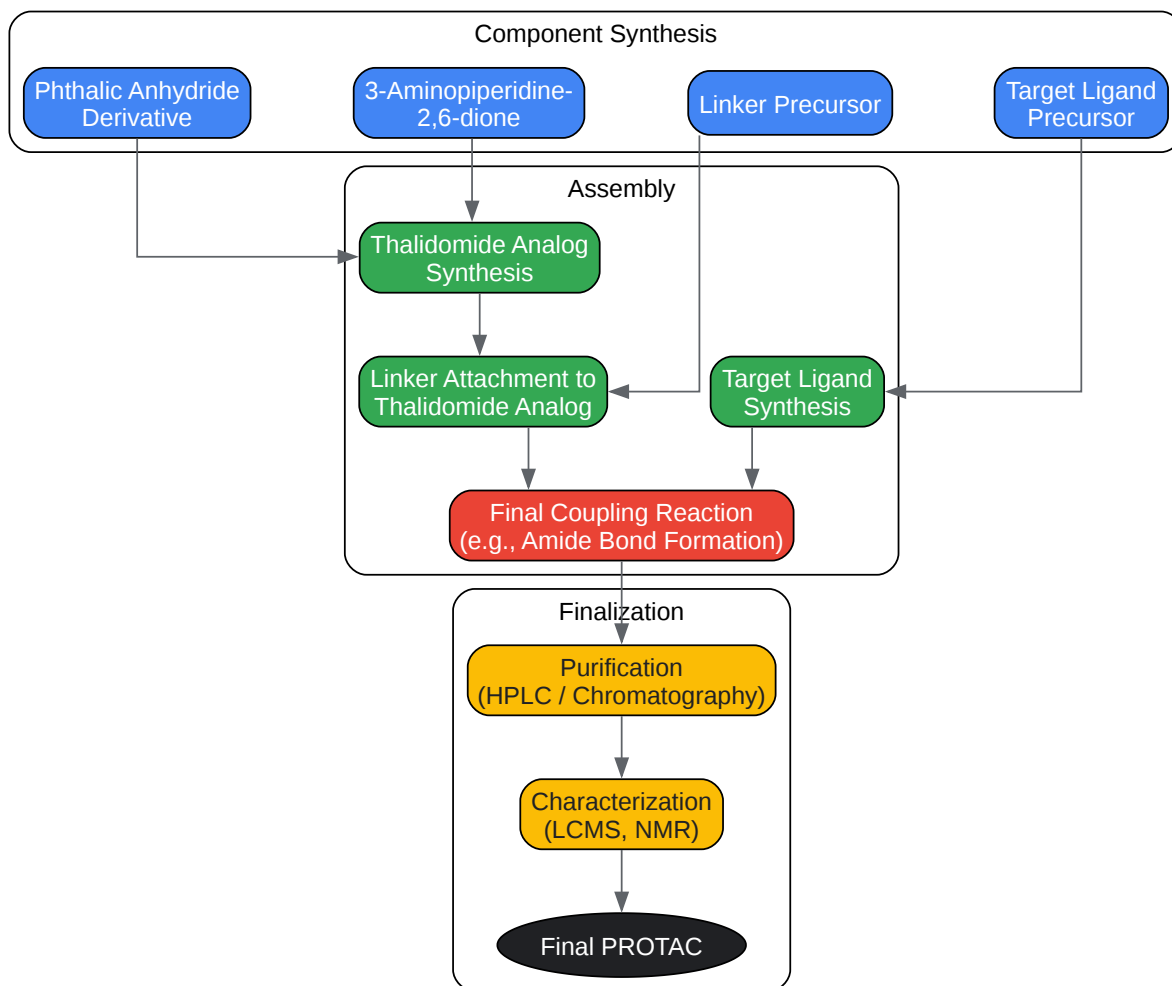 Component Synthesis
Phthalic Anhydride
Derivative
3-Aminopiperidine-
2,6-dione
Linker Precursor
Target Ligand
Precursor
Assembly
Thalidomide Analog
Synthesis
Linker Attachment to
Thalidomide Analog
Target Ligand
Synthesis
Final Coupling Reaction
(e.g., Amide Bond Formation)
Finalization
Purification
(HPLC / Chromatography)
Characterization
(LCMS, NMR)
Final PROTAC